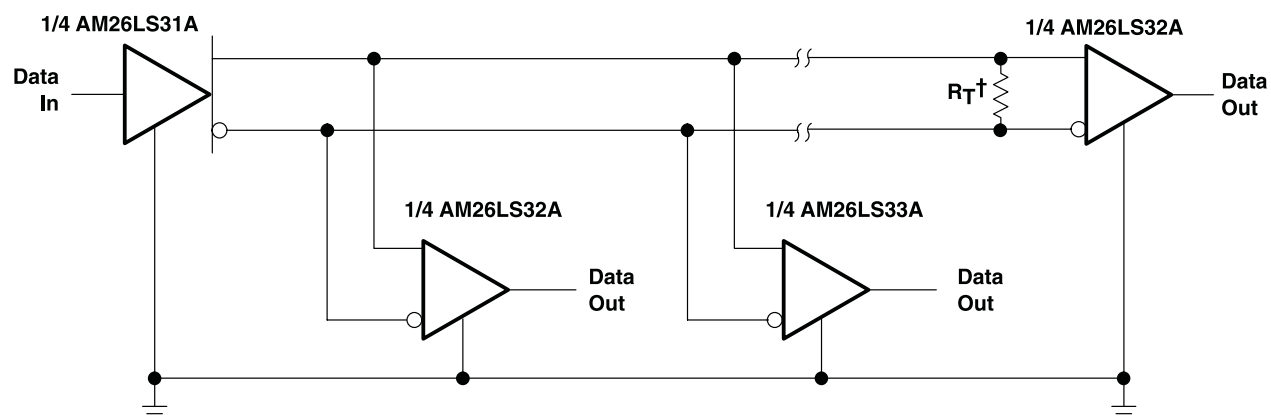 1/4 AM26LS31A
1/4 AM26LS32A
Data
In
RT†
Data
Out
1/4 AM26LS32A
1/4 AM26LS33A
Data
Out
Data
Out